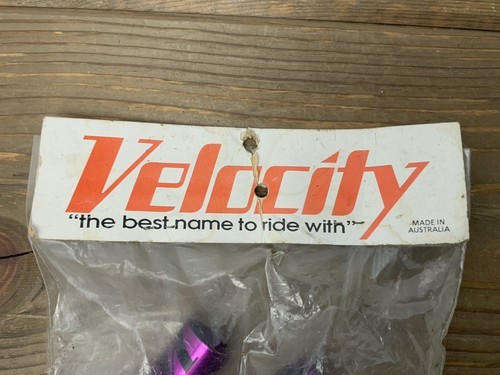 Velocity
"the best name to ride with"
MADE IN
AUSTRALIA